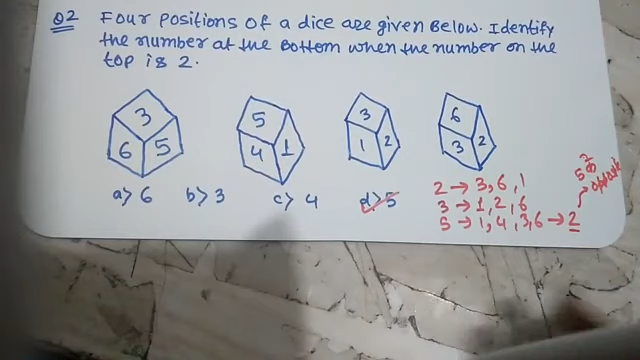 Q2 Four positions of a dice are given below. Identify
the number at the bottom when the number on the
top is 2.
3
6 5
5
4 1
3
1 2
6
3 2
a> 6 b> 3 c> 4 d> 5
2 → 3, 6, 1
3 → 1, 2, 6
5 → 1, 4, 3, 6 → 2
opposite